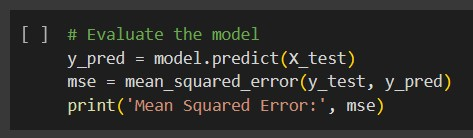 [ ] # Evaluate the model
y_pred = model.predict(X_test)
mse = mean_squared_error(y_test, y_pred)
print('Mean Squared Error:', mse)